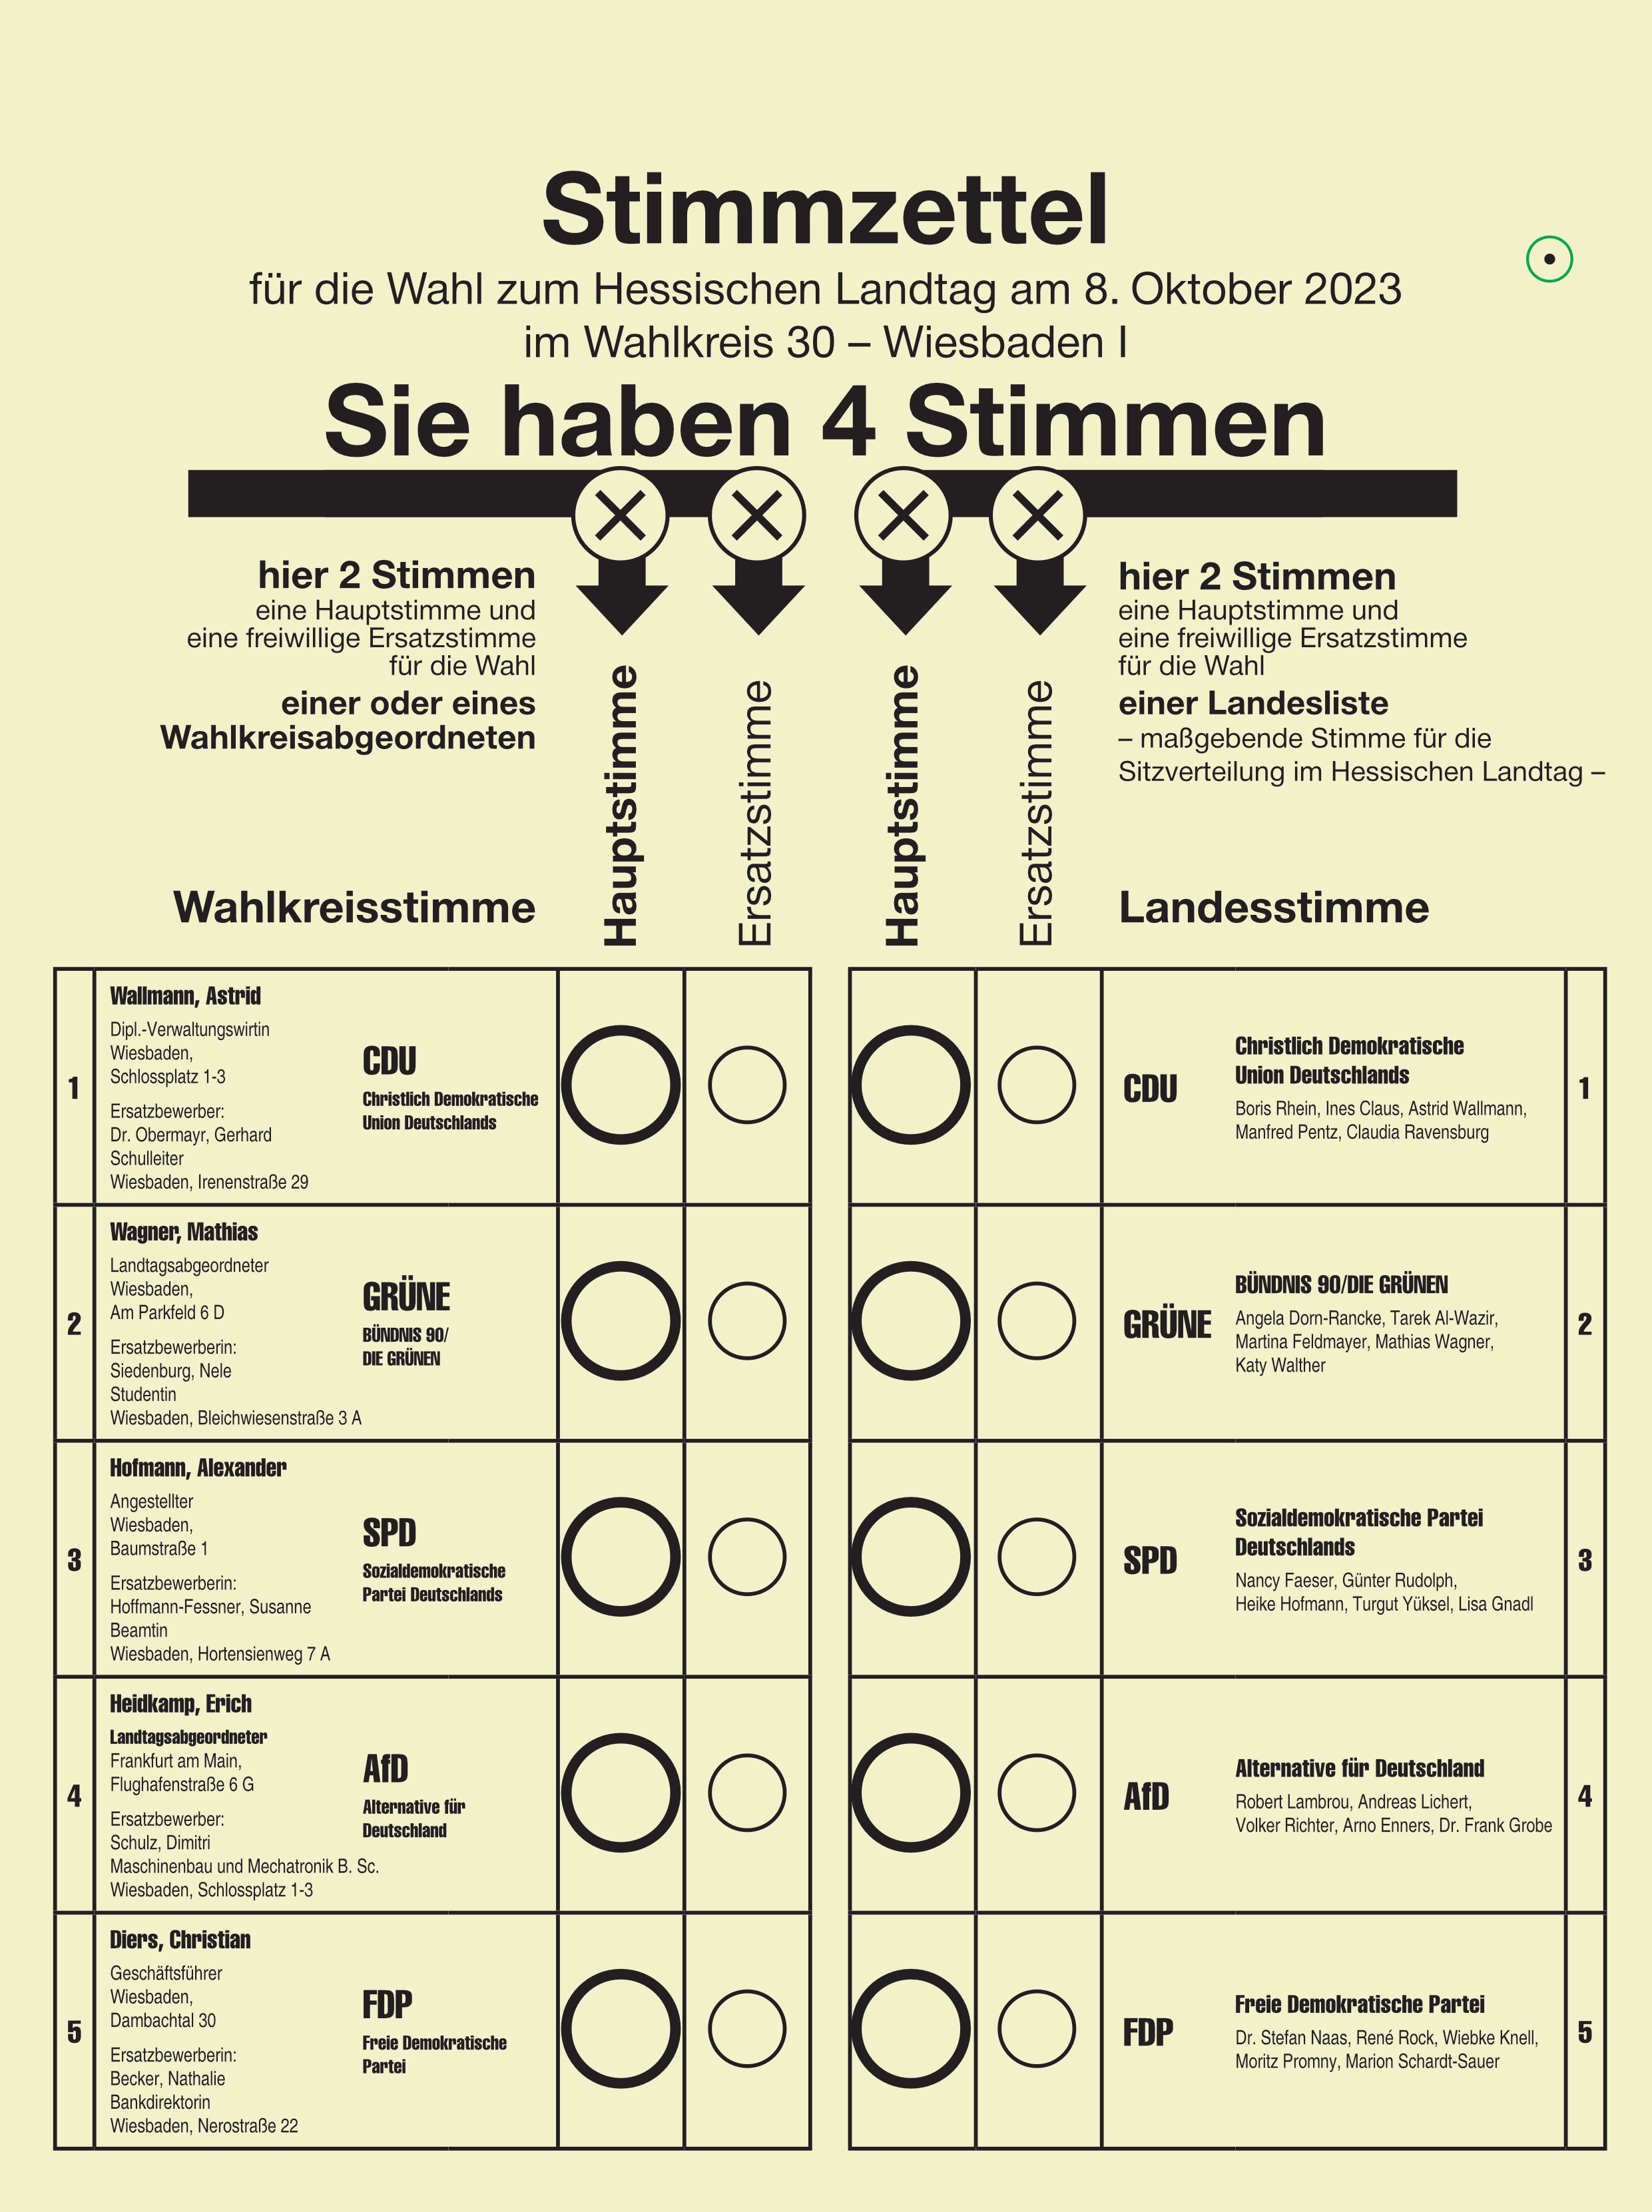 Stimmzettel
für die Wahl zum Hessischen Landtag am 8. Oktober 2023
im Wahlkreis 30 – Wiesbaden I
Sie haben 4 Stimmen
hier 2 Stimmen
eine Hauptstimme und
eine freiwillige Ersatzstimme
für die Wahl
einer oder eines
Wahlkreisabgeordneten
Wahlkreisstimme
Hauptstimme
Ersatzstimme
Hauptstimme
Ersatzstimme
hier 2 Stimmen
eine Hauptstimme und
eine freiwillige Ersatzstimme
für die Wahl
einer Landesliste
– maßgebende Stimme für die
Sitzverteilung im Hessischen Landtag –
Landesstimme
1
Wallmann, Astrid
Dipl.-Verwaltungswirtin
Wiesbaden,
Schlossplatz 1-3
Ersatzbewerber:
Dr. Obermayr, Gerhard
Schulleiter
Wiesbaden, Irenenstraße 29
CDU
Christlich Demokratische
Union Deutschlands
CDU
Christlich Demokratische
Union Deutschlands
Boris Rhein, Ines Claus, Astrid Wallmann,
Manfred Pentz, Claudia Ravensburg
1
2
Wagner, Mathias
Landtagsabgeordneter
Wiesbaden,
Am Parkfeld 6 D
Ersatzbewerberin:
Siedenburg, Nele
Studentin
Wiesbaden, Bleichwiesenstraße 3 A
GRÜNE
BÜNDNIS 90/
DIE GRÜNEN
GRÜNE
BÜNDNIS 90/DIE GRÜNEN
Angela Dorn-Rancke, Tarek Al-Wazir,
Martina Feldmayer, Mathias Wagner,
Katy Walther
2
3
Hofmann, Alexander
Angestellter
Wiesbaden,
Baumstraße 1
Ersatzbewerberin:
Hoffmann-Fessner, Susanne
Beamtin
Wiesbaden, Hortensienweg 7 A
SPD
Sozialdemokratische
Partei Deutschlands
SPD
Sozialdemokratische Partei
Deutschlands
Nancy Faeser, Günter Rudolph,
Heike Hofmann, Turgut Yüksel, Lisa Gnadl
3
4
Heidkamp, Erich
Landtagsabgeordneter
Frankfurt am Main,
Flughafenstraße 6 G
Ersatzbewerber:
Schulz, Dimitri
Maschinenbau und Mechatronik B. Sc.
Wiesbaden, Schlossplatz 1-3
AfD
Alternative für
Deutschland
AfD
Alternative für Deutschland
Robert Lambrou, Andreas Lichert,
Volker Richter, Arno Enners, Dr. Frank Grobe
4
5
Diers, Christian
Geschäftsführer
Wiesbaden,
Dambachtal 30
Ersatzbewerberin:
Becker, Nathalie
Bankdirektorin
Wiesbaden, Nerostraße 22
FDP
Freie Demokratische
Partei
FDP
Freie Demokratische Partei
Dr. Stefan Naas, René Rock, Wiebke Knell,
Moritz Promny, Marion Schardt-Sauer
5